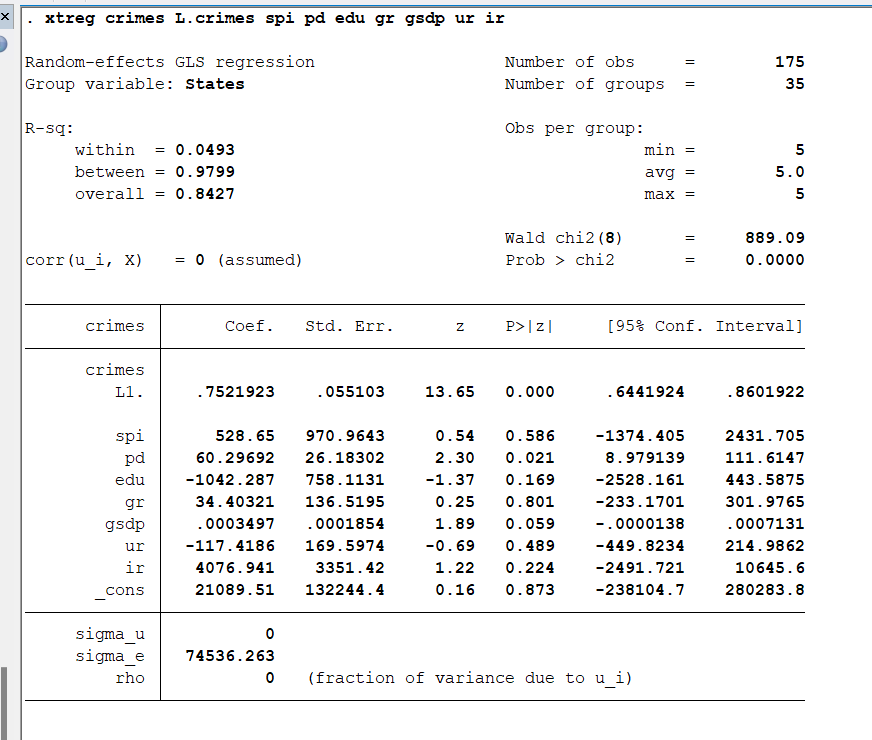 . xtreg crimes L.crimes spi pd edu gr gsdp ur ir
Random-effects GLS regression Number of obs = 175
Group variable: States Number of groups = 35
R-sq: Obs per group:
within = 0.0493 min = 5
between = 0.9799 avg = 5.0
overall = 0.8427 max = 5
Wald chi2(8) = 889.09
corr(u_i, X) = 0 (assumed) Prob > chi2 = 0.0000
crimes Coef. Std. Err. z P>|z| [95% Conf. Interval]
crimes
L1. .7521923 .055103 13.65 0.000 .6441924 .8601922
spi 528.65 970.9643 0.54 0.586 -1374.405 2431.705
pd 60.29692 26.18302 2.30 0.021 8.979139 111.6147
edu -1042.287 758.1131 -1.37 0.169 -2528.161 443.5875
gr 34.40321 136.5195 0.25 0.801 -233.1701 301.9765
gsdp .0003497 .0001854 1.89 0.059 -.0000138 .0007131
ur -117.4186 169.5974 -0.69 0.489 -449.8234 214.9862
ir 4076.941 3351.42 1.22 0.224 -2491.721 10645.6
_cons 21089.51 132244.4 0.16 0.873 -238104.7 280283.8
sigma_u 0
sigma_e 74536.263
rho 0 (fraction of variance due to u_i)